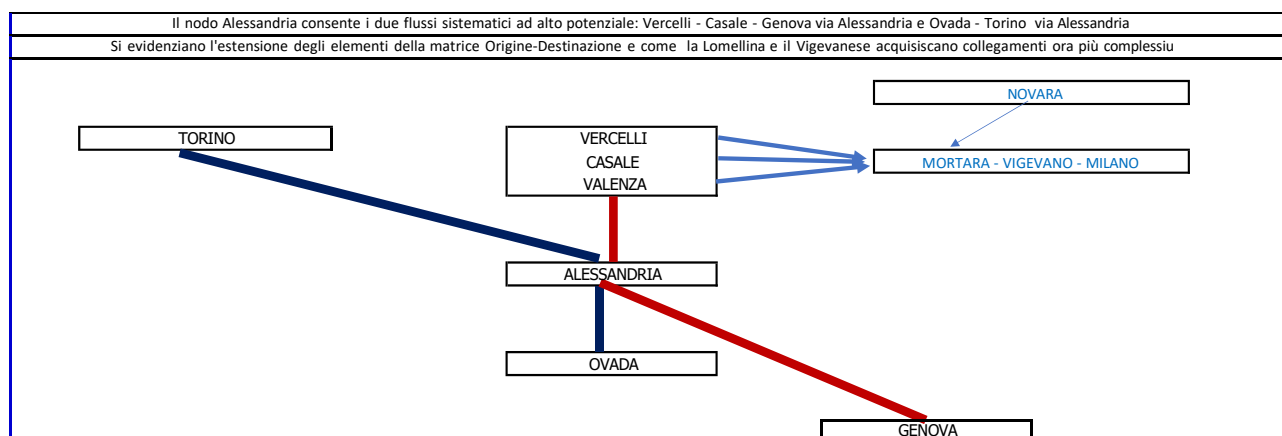 Il nodo Alessandria consente i due flussi sistematici ad alto potenziale: Vercelli - Casale - Genova via Alessandria e Ovada - Torino via Alessandria
Si evidenziano l'estensione degli elementi della matrice Origine-Destinazione e come la Lomellina e il Vigevanese acquisiscano collegamenti ora più complessiu
NOVARA
TORINO
VERCELLI
CASALE
VALENZA
MORTARA - VIGEVANO - MILANO
ALESSANDRIA
OVADA
GENOVA